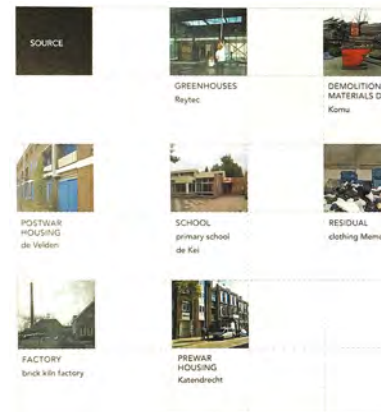 SOURCE
GREENHOUSES
Reytec
DEMOLITION
MATERIALS D
Komu
POSTWAR
HOUSING
de Velden
SCHOOL
primary school
de Kei
RESIDUAL
clothing Mem
FACTORY
brick kiln factory
PREWAR
HOUSING
Katendrecht